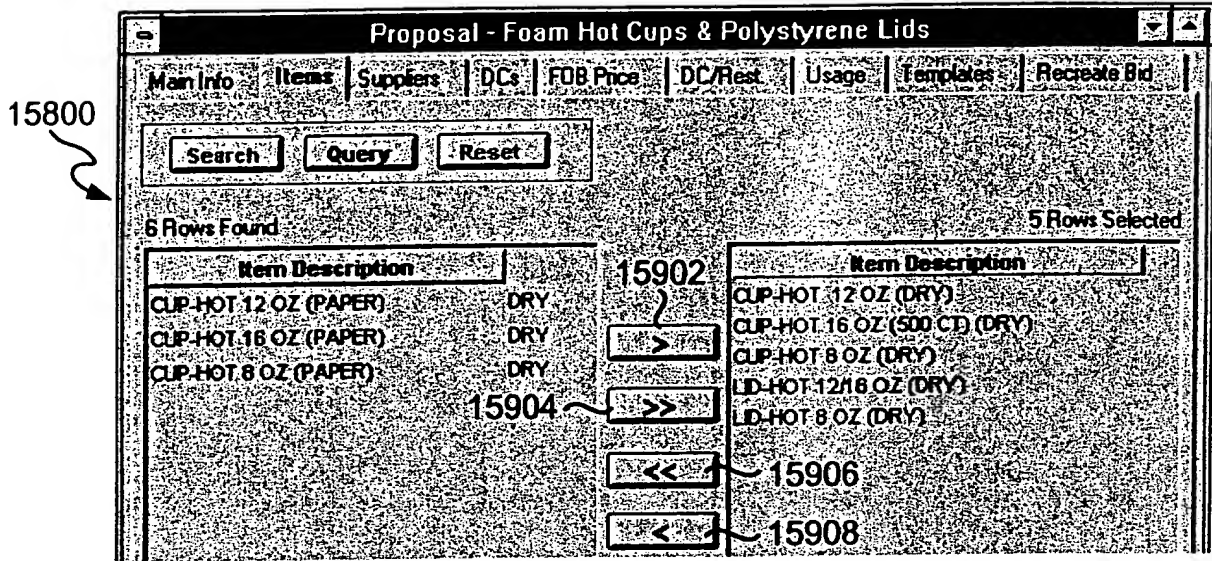 Proposal - Foam Hot Cups & Polystyrene Lids
Main Info Items Suppliers DCs FOB Price DC/Rest. Usage Templates Recreate Bid
15800
Search Query Reset
6 Rows Found 5 Rows Selected
Item Description Item Description
15902
CUP-HOT 12 OZ (PAPER) DRY CUP-HOT 12 OZ (DRY)
CUP-HOT 16 OZ (PAPER) DRY > CUP-HOT 16 OZ (500 CT) (DRY)
CUP-HOT 8 OZ (PAPER) DRY CUP-HOT 8 OZ (DRY)
LID-HOT 12/16 OZ (DRY)
15904 >> LID-HOT 8 OZ (DRY)
<< 15906
< 15908